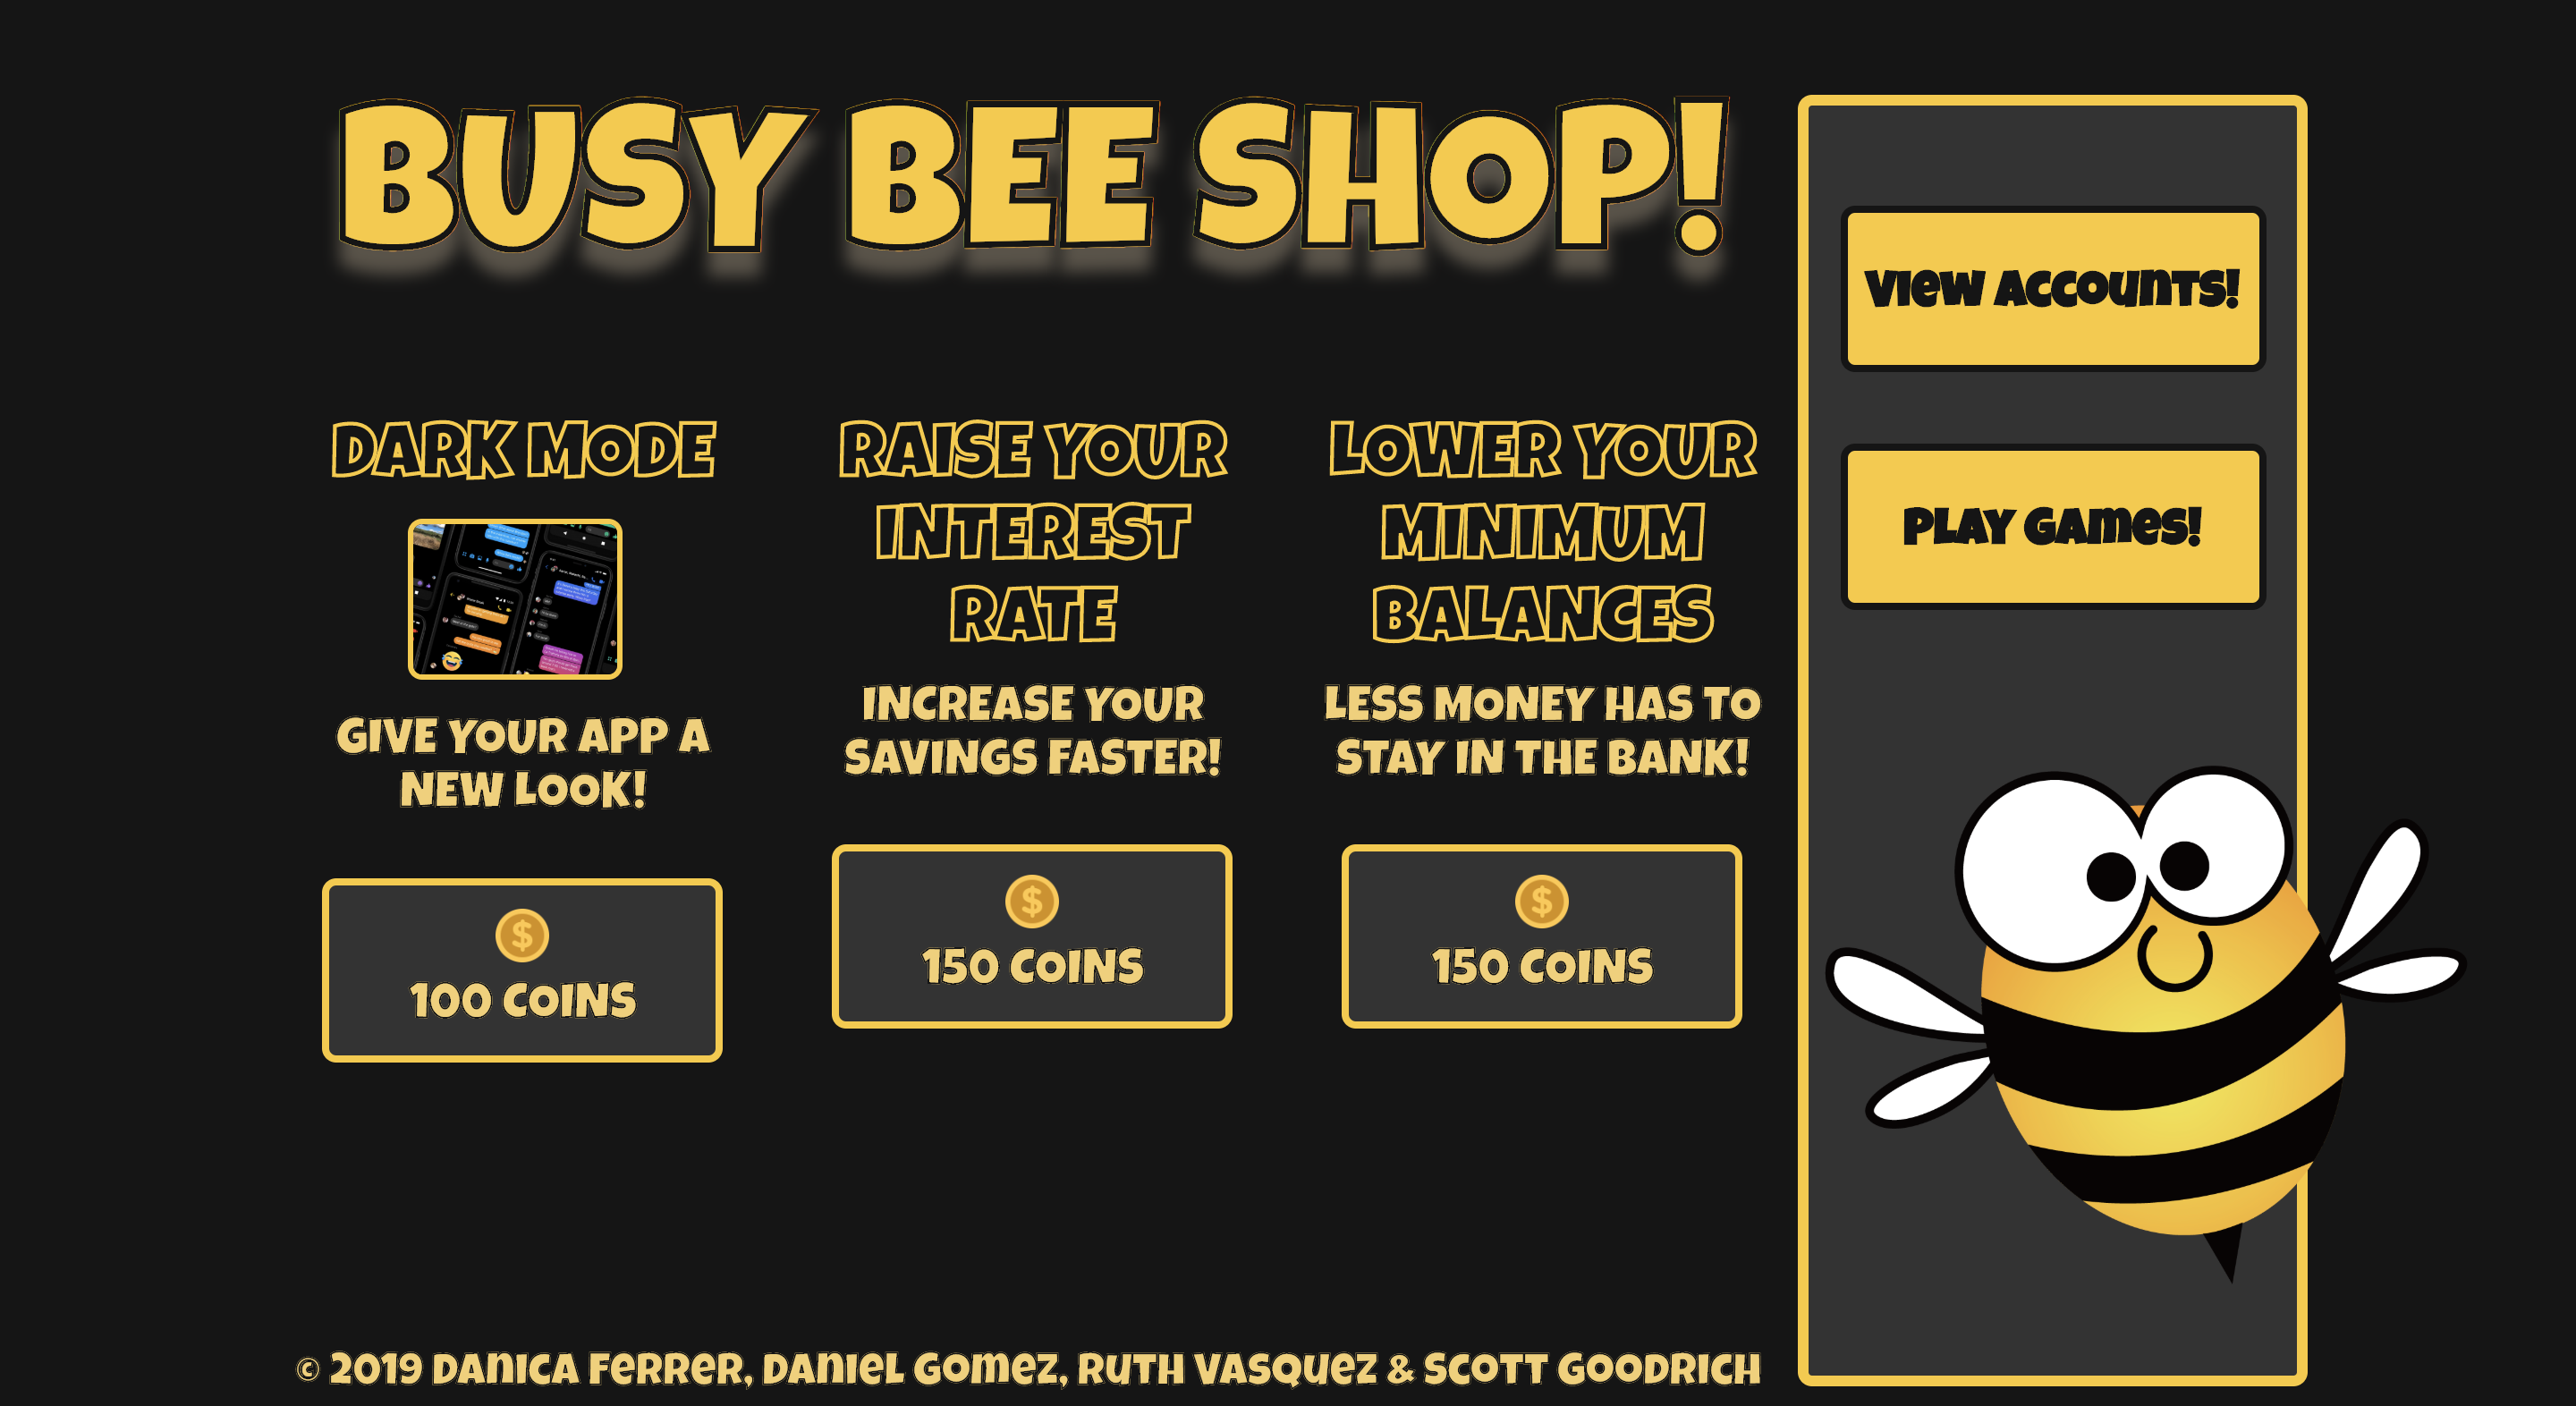 BUSY BEE SHOP!
VIEW ACCOUNTS!
PLAY GAMES!
DARK MODE
GIVE YOUR APP A
NEW LOOK!
$
100 COINS
RAISE YOUR
INTEREST
RATE
INCREASE YOUR
SAVINGS FASTER!
$
150 COINS
LOWER YOUR
MINIMUM
BALANCES
LESS MONEY HAS TO
STAY IN THE BANK!
$
150 COINS
© 2019 DANICA FERRER, DANIEL GOMEZ, RUTH VASQUEZ & SCOTT GOODRICH